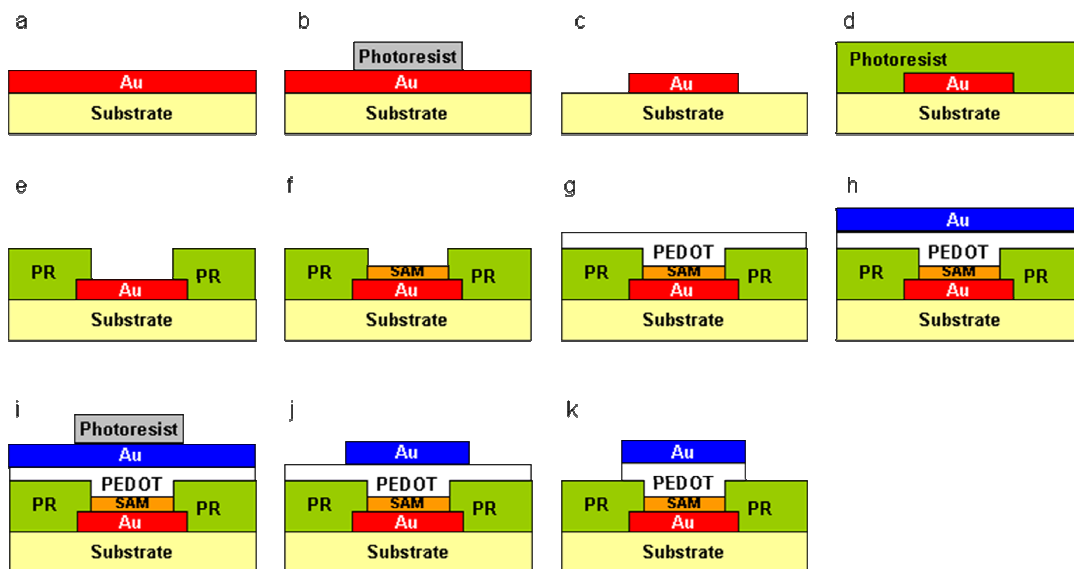 a
b
c
d
Au
Substrate
Photoresist
Au
Substrate
Au
Substrate
Photoresist
Au
Substrate
e
f
g
h
PR
PR
Au
Substrate
PR
SAM
PR
Au
Substrate
PEDOT
PR
SAM
PR
Au
Substrate
Au
PEDOT
PR
SAM
PR
Au
Substrate
i
j
k
Photoresist
Au
PEDOT
PR
SAM
PR
Au
Substrate
Au
PEDOT
PR
SAM
PR
Au
Substrate
Au
PEDOT
PR
SAM
PR
Au
Substrate